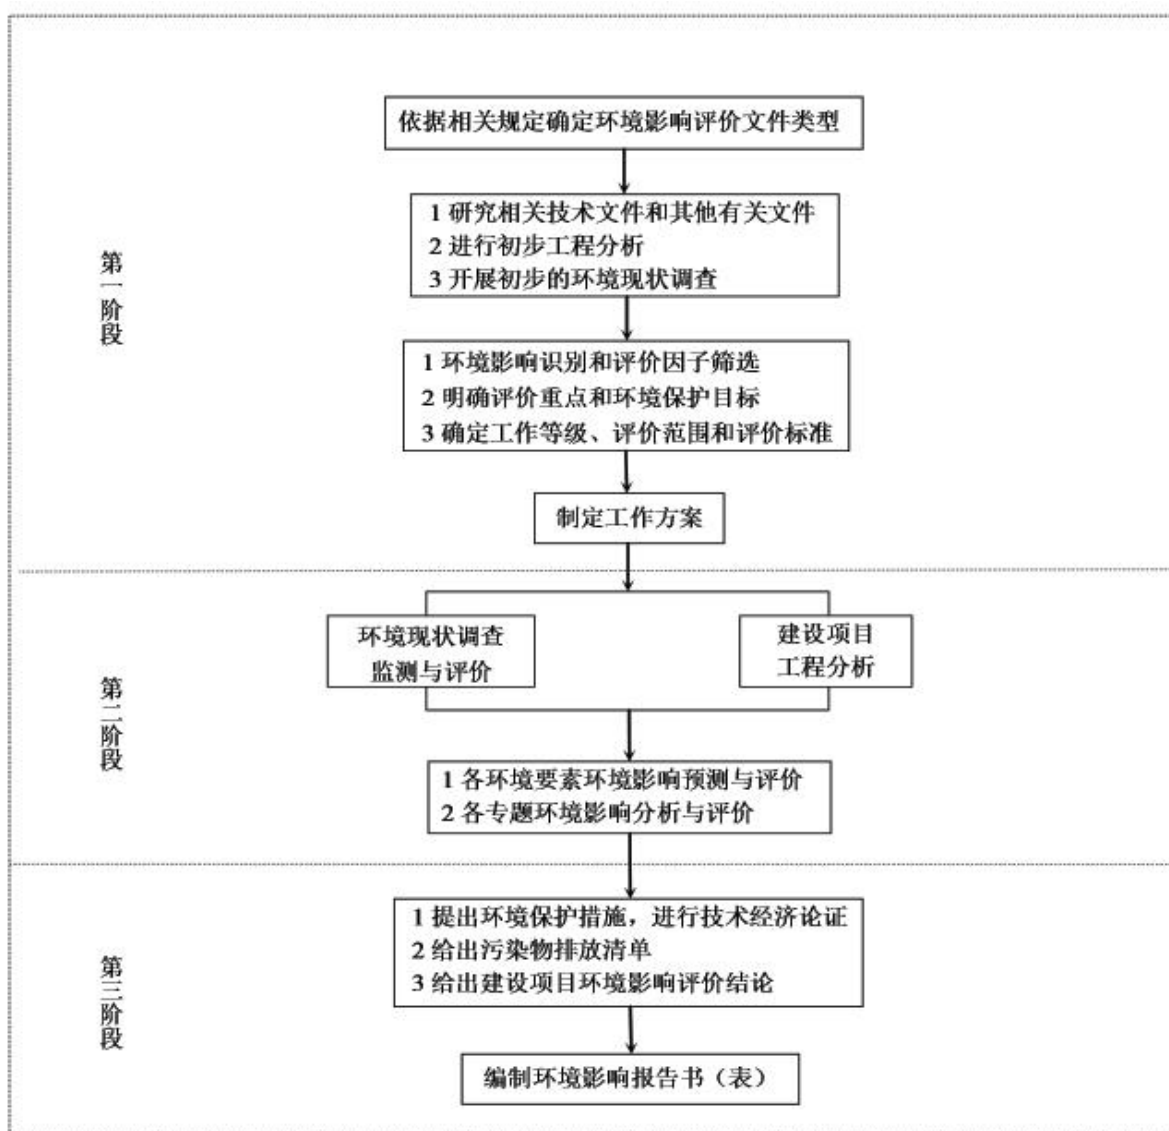 依据相关规定确定环境影响评价文件类型
1 研究相关技术文件和其他有关文件
2 进行初步工程分析
3 开展初步的环境现状调查
第一阶段
1 环境影响识别和评价因子筛选
2 明确评价重点和环境保护目标
3 确定工作等级、评价范围和评价标准
制定工作方案
环境现状调查
监测与评价
建设项目
工程分析
第二阶段
1 各环境要素环境影响预测与评价
2 各专题环境影响分析与评价
1 提出环境保护措施，进行技术经济论证
2 给出污染物排放清单
3 给出建设项目环境影响评价结论
第三阶段
编制环境影响报告书（表）